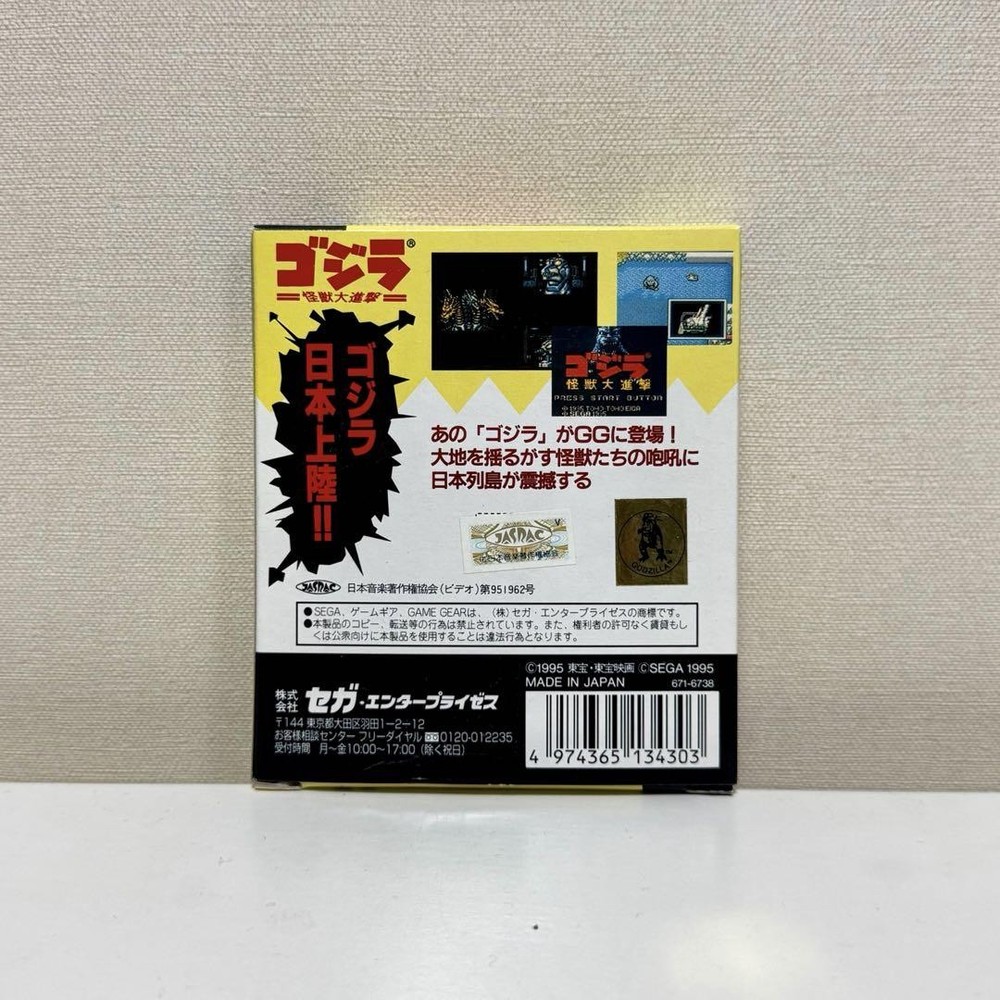 ゴジラ®
怪獣大進撃
ゴジラ
日本上陸!!
ゴジラ
怪獣大進撃
PRESS START BUTTON
©1995 TOHO・TOHO EIGA
©SEGA 1995
あの「ゴジラ」がGGに登場!
大地を揺るがす怪獣たちの咆吼に
日本列島が震撼する
V
JASRAC
GODZILLA
JASRAC 日本音楽著作権協会(ビデオ)第951962号
●SEGA、ゲームギア、GAME GEARは、(株)セガ・エンタープライゼスの商標です。
●本製品のコピー、転送等の行為は禁止されています。また、権利者の許可なく賃貸もし
くは公衆向けに本製品を使用することは違法行為となります。
©1995 東宝・東宝映画 ©SEGA 1995
MADE IN JAPAN 671-6738
株式会社 セガ・エンタープライゼス
〒144 東京都大田区羽田1-2-12
お客様相談センター フリーダイヤル 0120-012235
受付時間 月~金10:00~17:00(除く祝日)
4 974365 134303